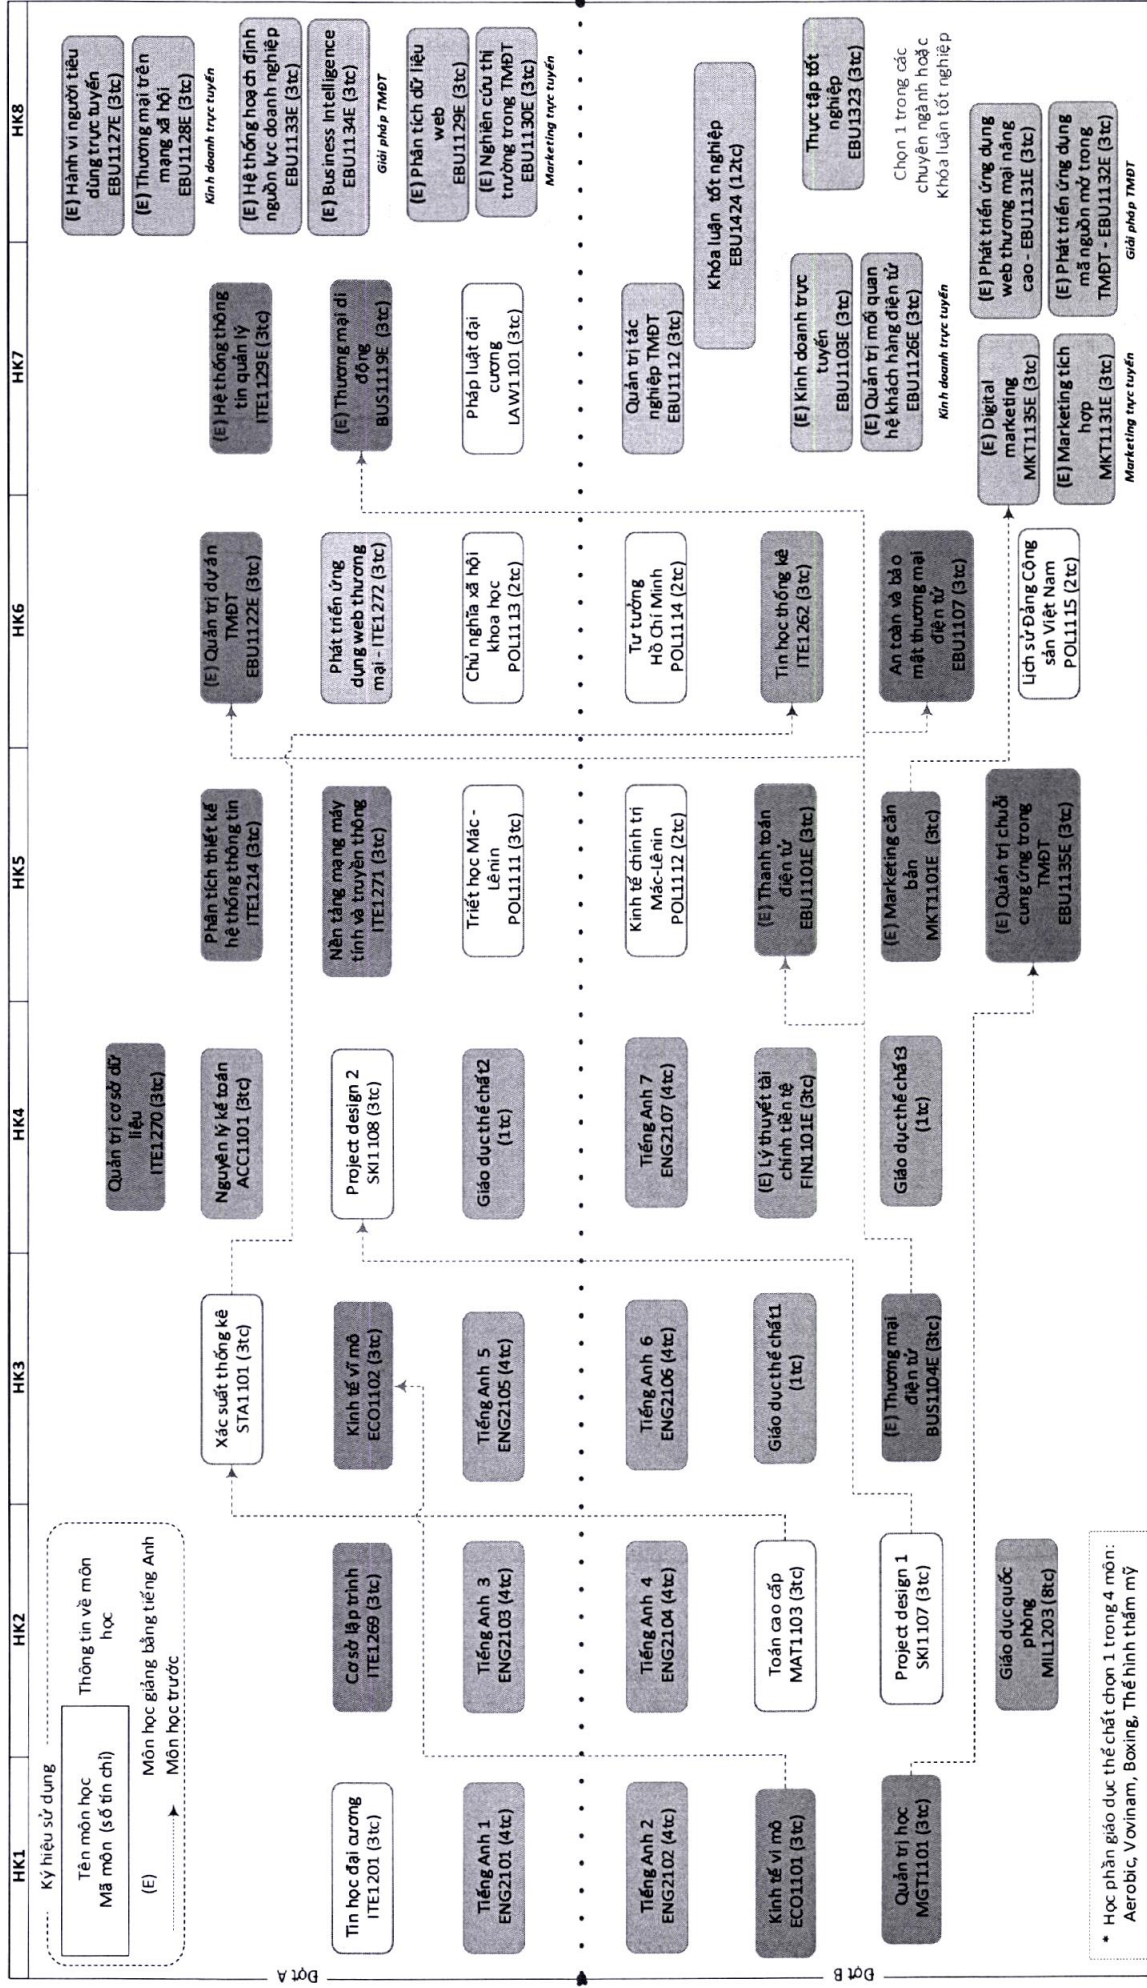 HK1
HK2
HK3
HK4
HK5
HK6
HK7
HK8
Ký hiệu sử dụng
Tên môn học
Mã môn (số tín chỉ)
Thông tin về môn
học
(E)
Môn học giảng bằng tiếng Anh
Môn học trước
Đợt A
Tin học đại cương
ITE1201 (3tc)
Tiếng Anh 1
ENG2101 (4tc)
Cơ sở lập trình
ITE1269 (3tc)
Tiếng Anh 3
ENG2103 (4tc)
Xác suất thống kê
STA1101 (3tc)
Kinh tế vĩ mô
ECO1102 (3tc)
Tiếng Anh 5
ENG2105 (4tc)
Quản trị cơ sở dữ
liệu
ITE1270 (3tc)
Nguyên lý kế toán
ACC1101 (3tc)
Project design 2
SKI1108 (3tc)
Giáo dục thể chất2
(1tc)
Phân tích thiết kế
hệ thống thông tin
ITE1214 (3tc)
Nền tảng mạng máy
tính và truyền thông
ITE1271 (3tc)
Triết học Mác -
Lênin
POL1111 (3tc)
(E) Quản trị dự án
TMĐT
EBU1122E (3tc)
Phát triển ứng
dụng web thương
mại - ITE1272 (3tc)
Chủ nghĩa xã hội
khoa học
POL1113 (2tc)
(E) Hệ thống thông
tin quản lý
ITE1129E (3tc)
(E) Thương mại di
động
BUS1119E (3tc)
Pháp luật đại
cương
LAW1101 (3tc)
(E) Hành vi người tiêu
dùng trực tuyến
EBU1127E (3tc)
(E) Thương mại trên
mạng xã hội
EBU1128E (3tc)
Kinh doanh trực tuyến
(E) Hệ thống hoạch định
nguồn lực doanh nghiệp
EBU1133E (3tc)
(E) Business Intelligence
EBU1134E (3tc)
Giải pháp TMĐT
(E) Phân tích dữ liệu
web
EBU1129E (3tc)
(E) Nghiên cứu thị
trường trong TMĐT
EBU1130E (3tc)
Marketing trực tuyến
Đợt B
Tiếng Anh 2
ENG2102 (4tc)
Kinh tế vi mô
ECO1101 (3tc)
Quản trị học
MGT1101 (3tc)
Tiếng Anh 4
ENG2104 (4tc)
Toán cao cấp
MAT1103 (3tc)
Project design 1
SKI1107 (3tc)
Giáo dục quốc
phòng
MIL1203 (8tc)
Tiếng Anh 6
ENG2106 (4tc)
Giáo dục thể chất1
(1tc)
(E) Thương mại
điện tử
BUS1104E (3tc)
Tiếng Anh 7
ENG2107 (4tc)
(E) Lý thuyết tài
chính tiền tệ
FIN1101E (3tc)
Giáo dục thể chất3
(1tc)
Kinh tế chính trị
Mác-Lênin
POL1112 (2tc)
(E) Thanh toán
điện tử
EBU1101E (3tc)
(E) Marketing căn
bản
MKT1101E (3tc)
(E) Quản trị chuỗi
cung ứng trong
TMĐT
EBU1135E (3tc)
Tư tưởng
Hồ Chí Minh
POL1114 (2tc)
Tin học thống kê
ITE1262 (3tc)
An toàn và bảo
mật thương mại
điện tử
EBU1107 (3tc)
Lịch sử Đảng Cộng
sản Việt Nam
POL1115 (2tc)
Quản trị tác
nghiệp TMĐT
EBU1112 (3tc)
Khóa luận tốt nghiệp
EBU1424 (12tc)
(E) Kinh doanh trực
tuyến
EBU1103E (3tc)
(E) Quản trị mối quan
hệ khách hàng điện tử
EBU1126E (3tc)
Kinh doanh trực tuyến
(E) Digital
marketing
MKT1135E (3tc)
(E) Marketing tích
hợp
MKT1131E (3tc)
Marketing trực tuyến
Thực tập tốt
nghiệp
EBU1323 (3tc)
Chọn 1 trong các
chuyên ngành hoặc
Khóa luận tốt nghiệp
(E) Phát triển ứng dụng
web thương mại nâng
cao - EBU1131E (3tc)
(E) Phát triển ứng dụng
mã nguồn mở trong
TMĐT - EBU1132E (3tc)
Giải pháp TMĐT
* Học phần giáo dục thể chất chọn 1 trong 4 môn:
Aerobic, Vovinam, Boxing, Thể hình thẩm mỹ